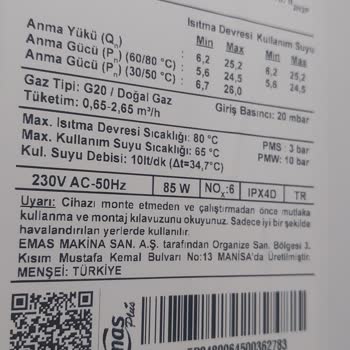 Isıtma Devresi Kullanım Suyu
Min Max Min Max
Anma Yükü (Qn) 6,2 25,2 6,2 25,2
Anma Gücü (Pn) (60/80 °C): 5,6 24,5 5,6 24,5
Anma Gücü (Pn) (30/50 °C): 6,7 26,0
Gaz Tipi: G20 / Doğal Gaz
Tüketim: 0,65-2,65 m³/h Giriş Basıncı: 20 mbar
Max. Isıtma Devresi Sıcaklığı: 80 °C PMS: 3 bar
Max. Kullanım Suyu Sıcaklığı: 65 °C PMW: 10 bar
Kul. Suyu Debisi: 10lt/dk (Δt=34,7°C)
230V AC-50Hz 85 W NOX:6 IPX4D TR
Uyarı: Cihazı monte etmeden ve çalıştırmadan önce mutlaka
kullanma ve montaj kılavuzunu okuyunuz. Sadece iyi bir şekilde
havalandırılan yerlerde kullanılır.
EMAS MAKİNA SAN. A.Ş. tarafından Organize San. Bölgesi 3.
Kısım Mustafa Kemal Bulvarı No:13 MANİSA'da Üretilmiştir.
MENŞEİ: TÜRKİYE
Plus